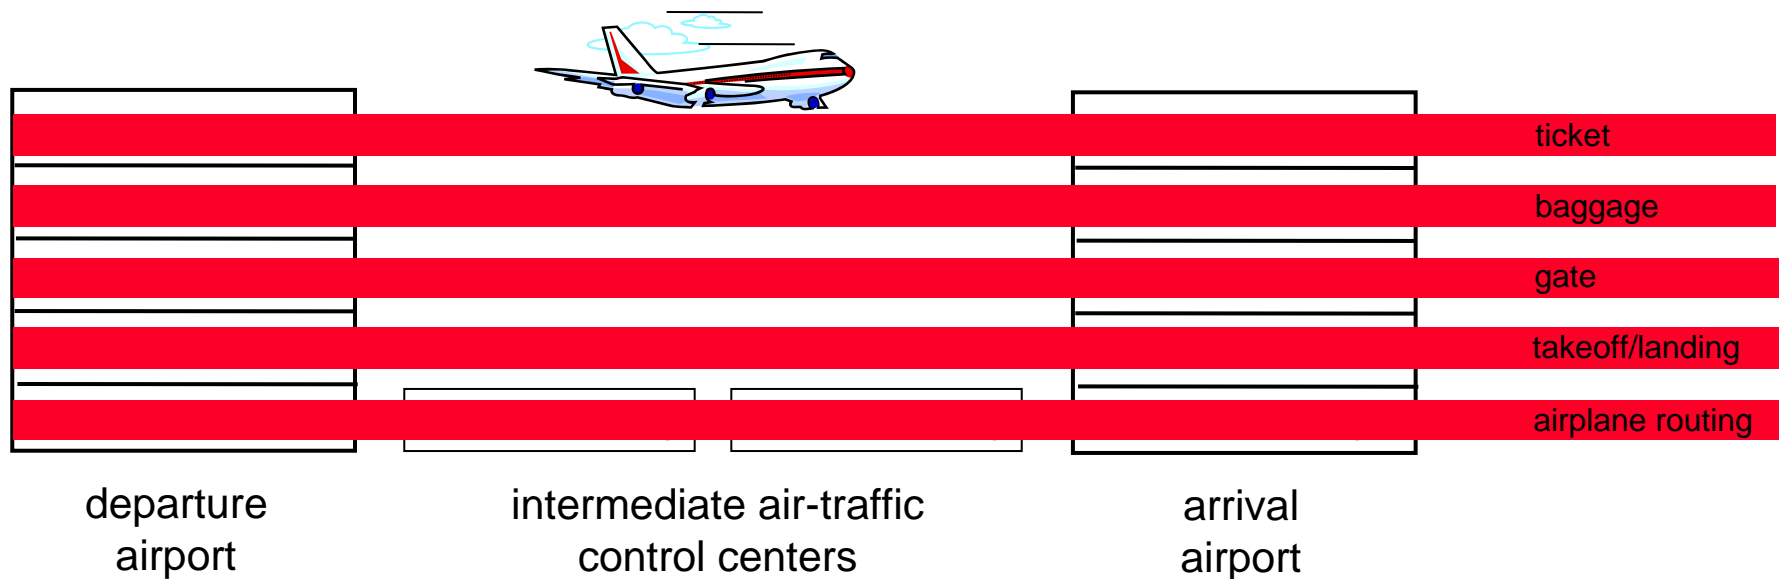 ticket
baggage
gate
takeoff/landing
airplane routing
departure
airport
intermediate air-traffic
control centers
arrival
airport